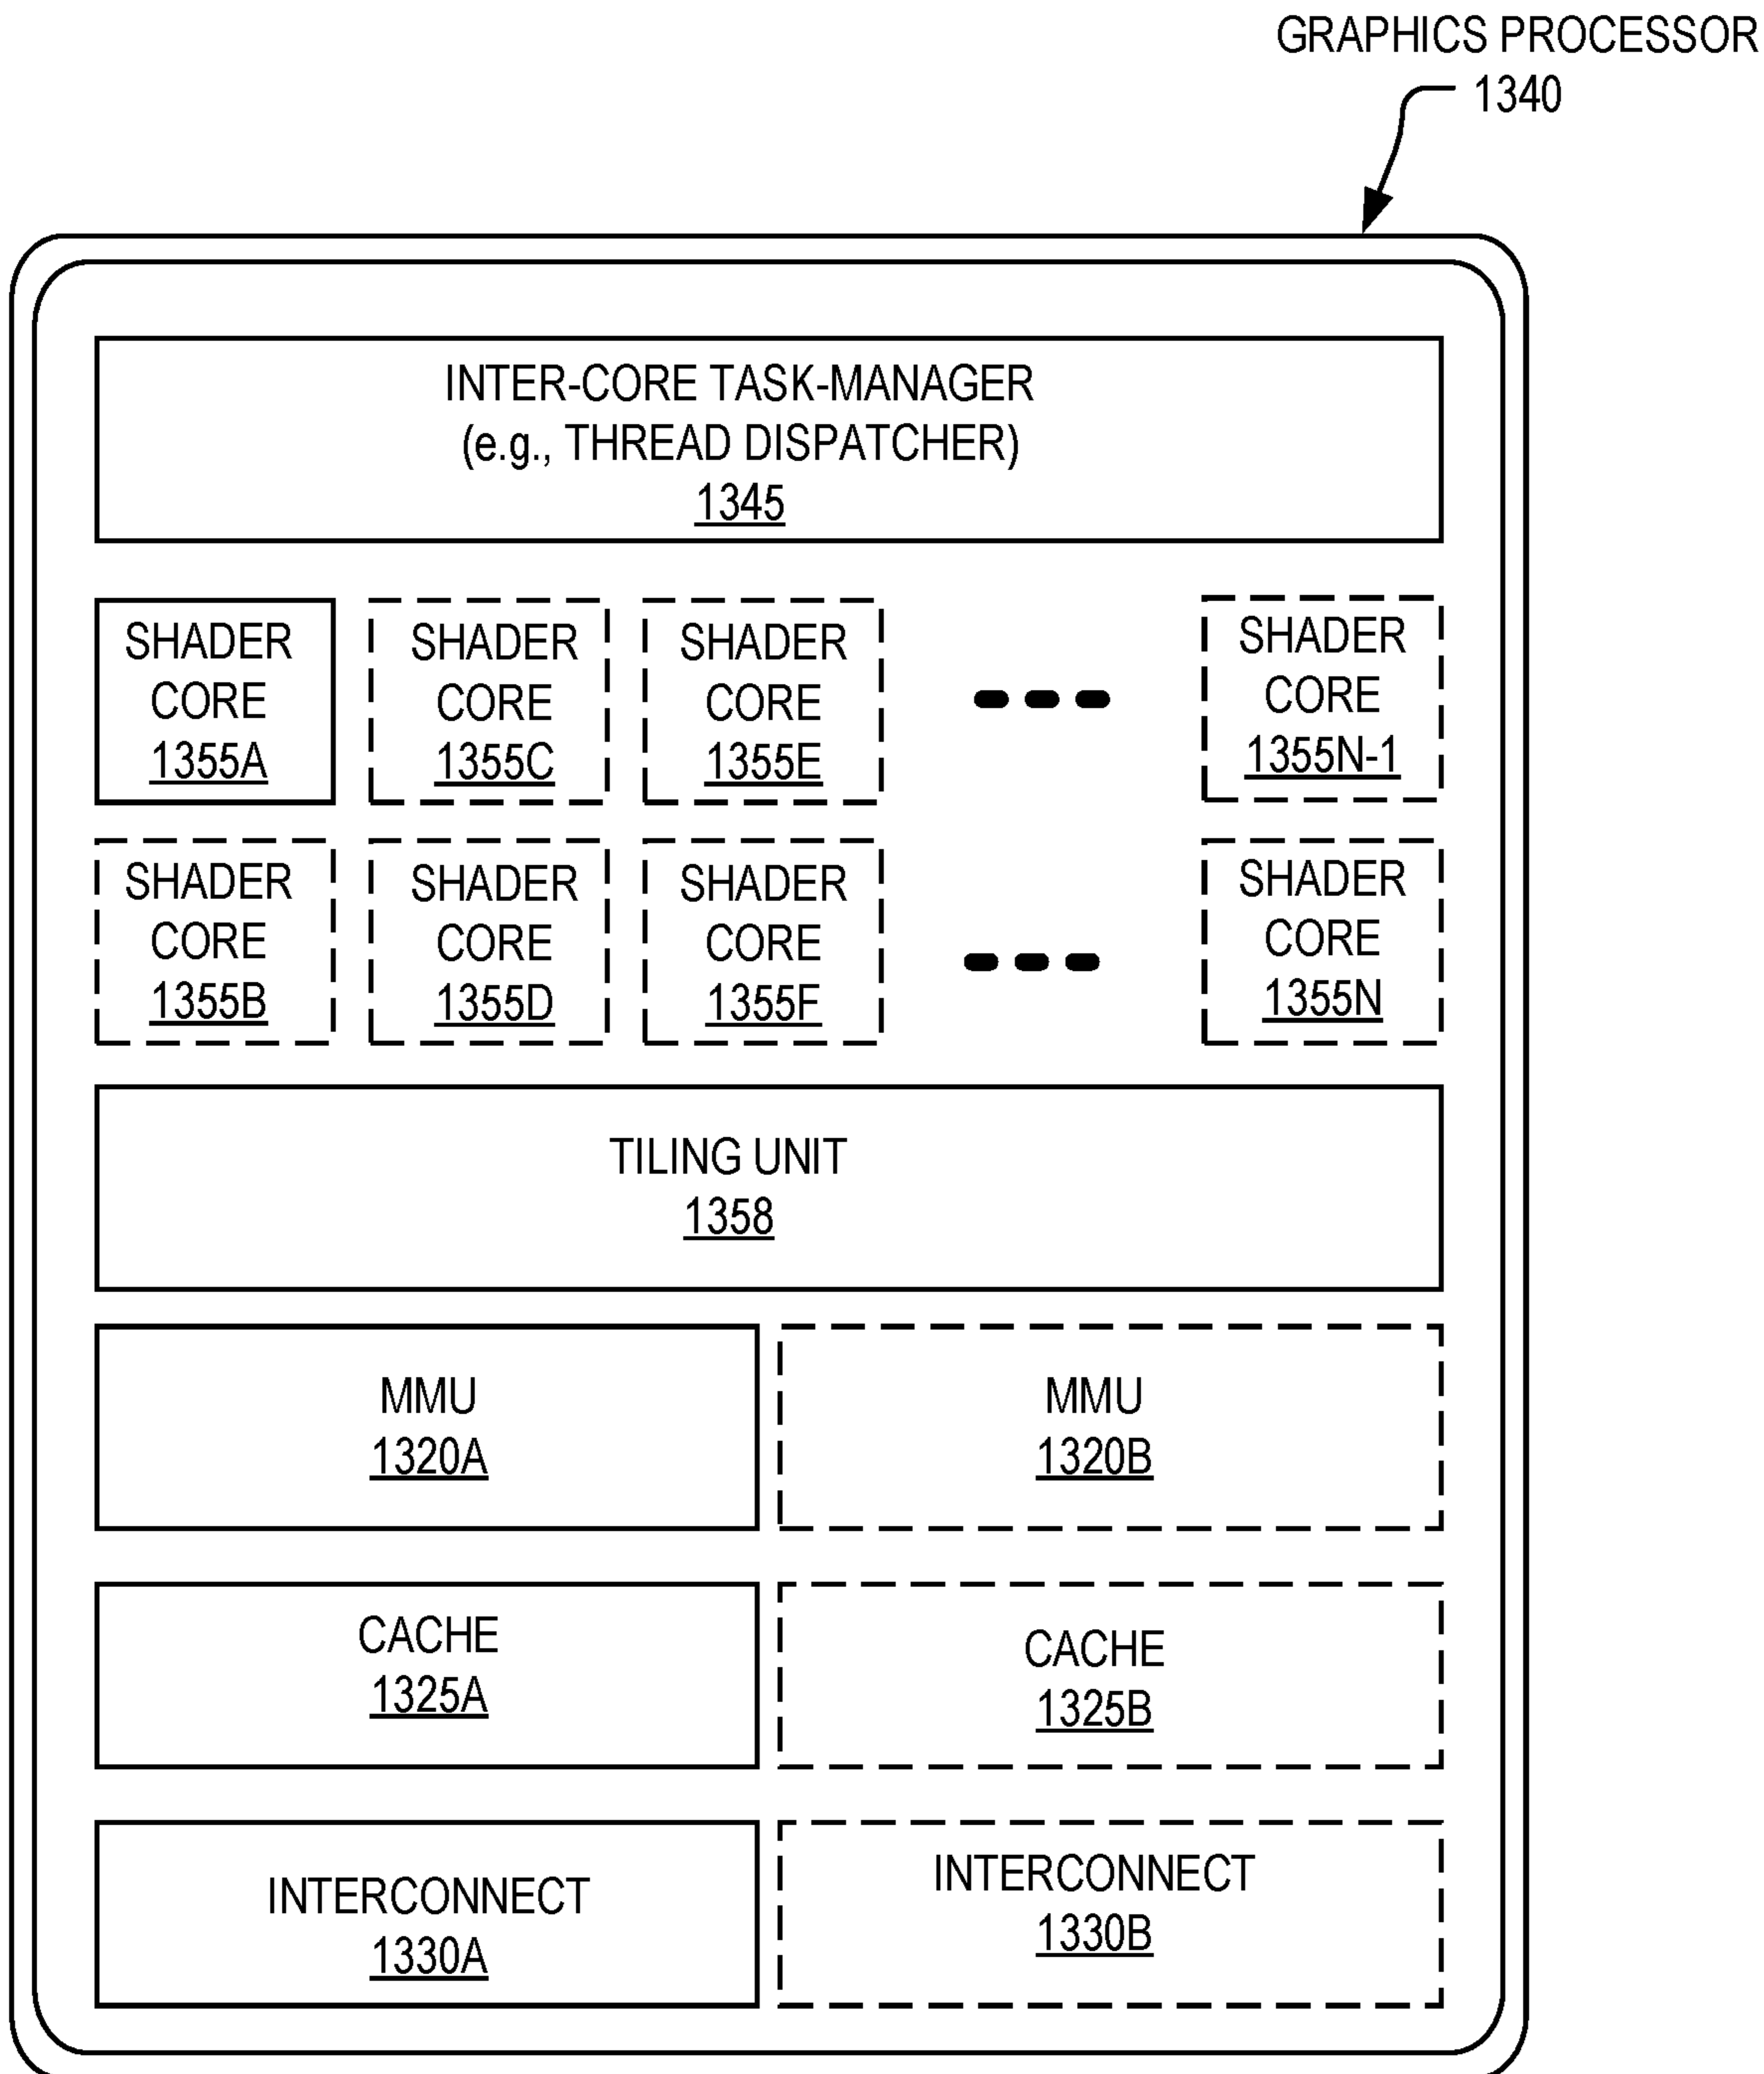 GRAPHICS PROCESSOR
1340
INTER-CORE TASK-MANAGER
(e.g., THREAD DISPATCHER)
1345
SHADER
CORE
1355A
SHADER
CORE
1355C
SHADER
CORE
1355E
SHADER
CORE
1355N-1
SHADER
CORE
1355B
SHADER
CORE
1355D
SHADER
CORE
1355F
SHADER
CORE
1355N
TILING UNIT
1358
MMU
1320A
MMU
1320B
CACHE
1325A
CACHE
1325B
INTERCONNECT
1330A
INTERCONNECT
1330B